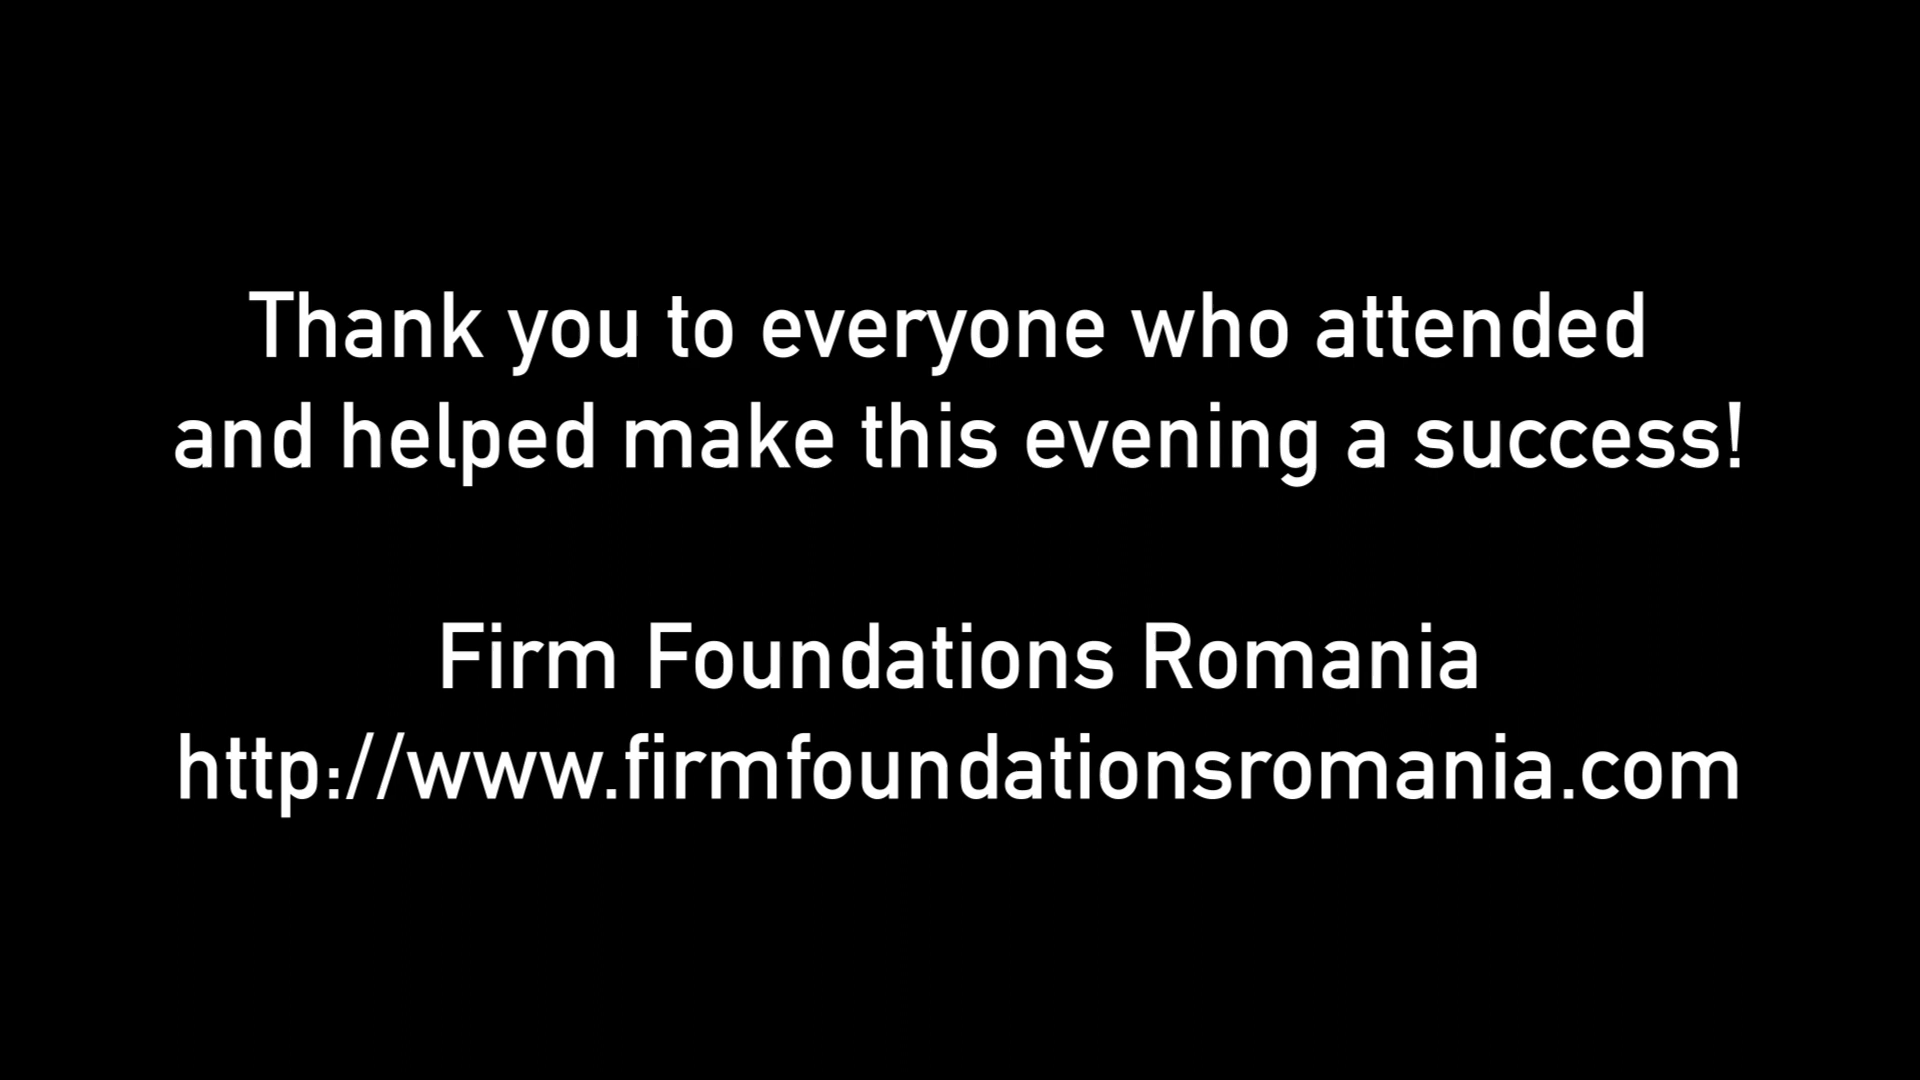 Thank you to everyone who attended
and helped make this evening a success!
Firm Foundations Romania
http://www.firmfoundationsromania.com